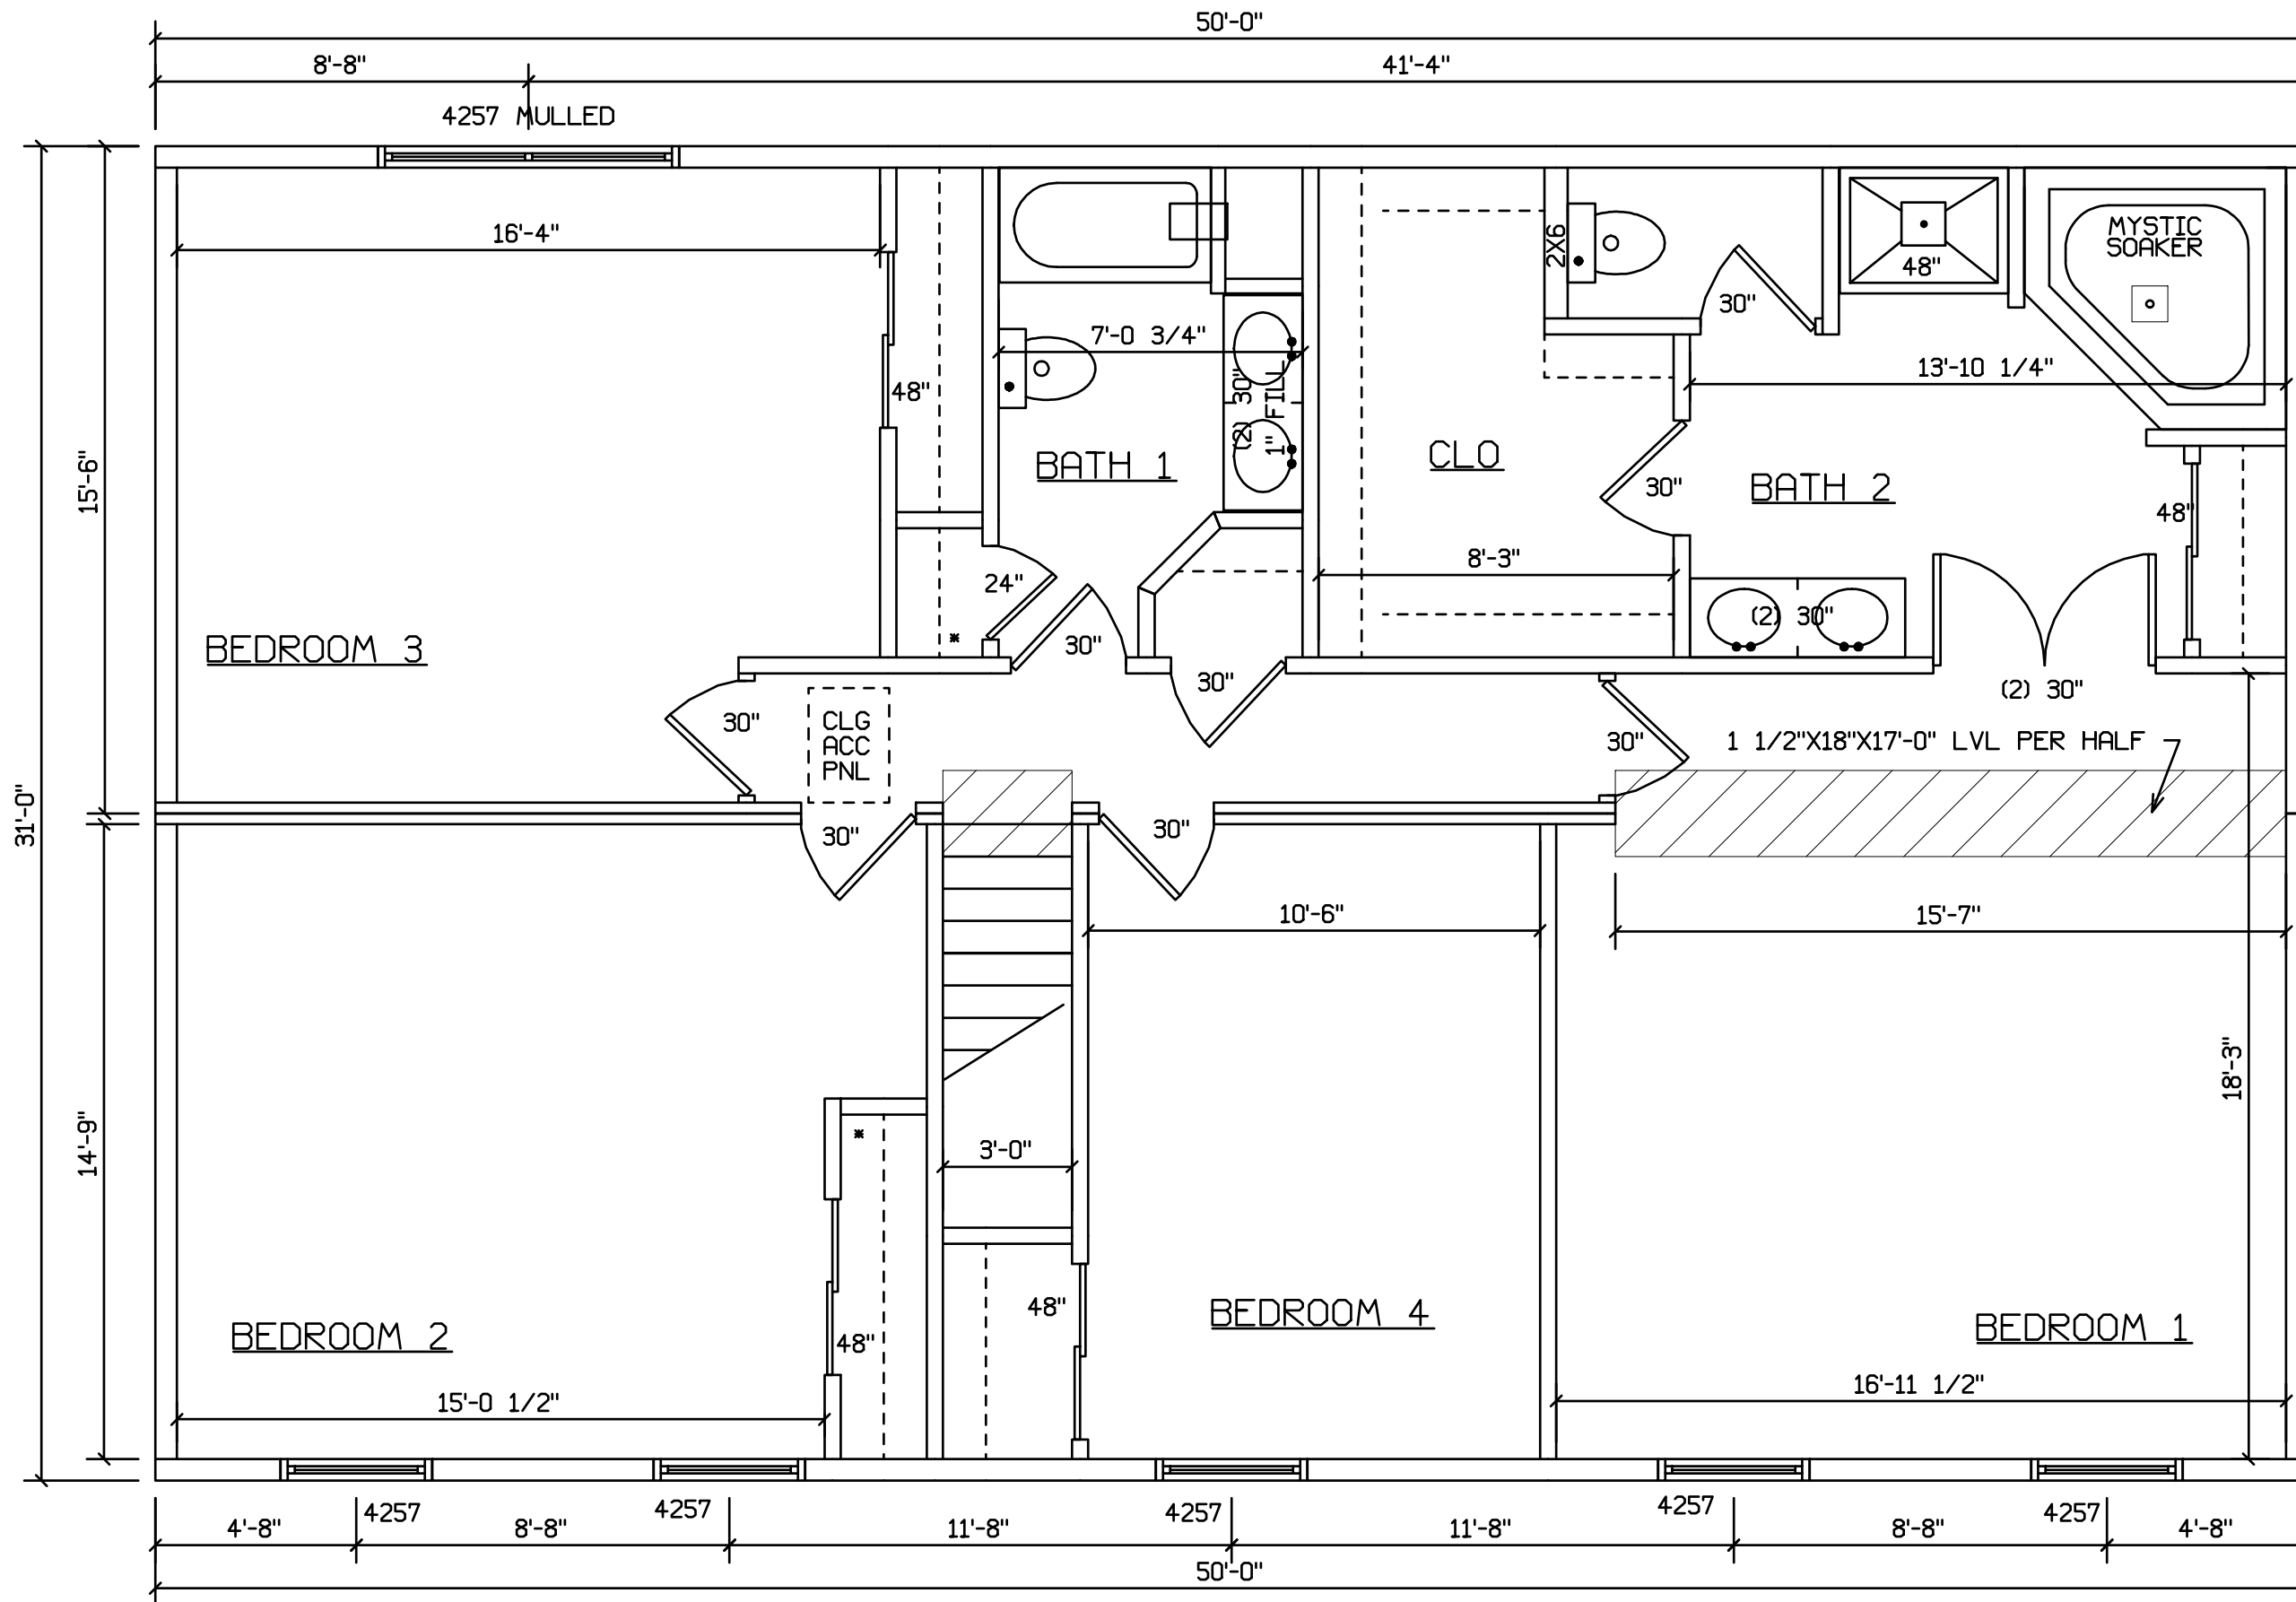 50'-0"
8'-8"
41'-4"
4257 MULLED
16'-4"
MYSTIC
SOAKER
2X6
48"
30"
7'-0 3/4"
13'-10 1/4"
48"
(2) 30"
1" FILL
BATH 1
CLO
30"
BATH 2
48"
15'-6"
8'-3"
24"
(2) 30"
BEDROOM 3
*
30"
30"
(2) 30"
30"
CLG
ACC
PNL
30"
1 1/2"X18"X17'-0" LVL PER HALF
31'-0"
30"
30"
10'-6"
15'-7"
18'-3"
14'-9"
*
3'-0"
48"
BEDROOM 4
BEDROOM 1
BEDROOM 2
48"
16'-11 1/2"
15'-0 1/2"
4257
4257
4257
4257
4257
4'-8"
8'-8"
11'-8"
11'-8"
8'-8"
4'-8"
50'-0"